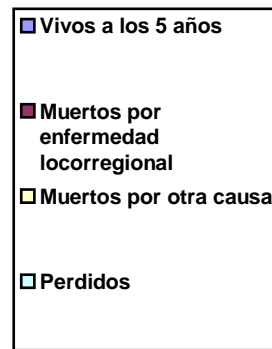 Vivos a los 5 años
Muertos por
enfermedad
locorregional
Muertos por otra causa
Perdidos